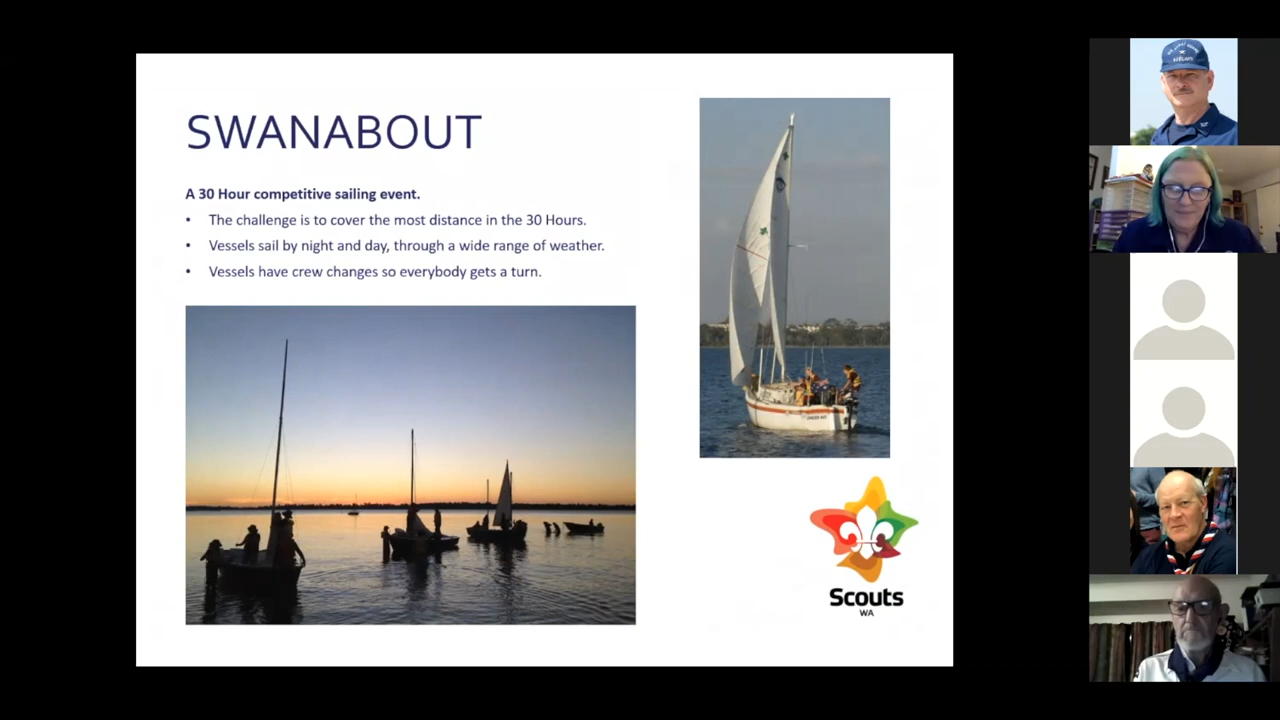 SWANABOUT
A 30 Hour competitive sailing event.
• The challenge is to cover the most distance in the 30 Hours.
• Vessels sail by night and day, through a wide range of weather.
• Vessels have crew changes so everybody gets a turn.
Scouts
WA